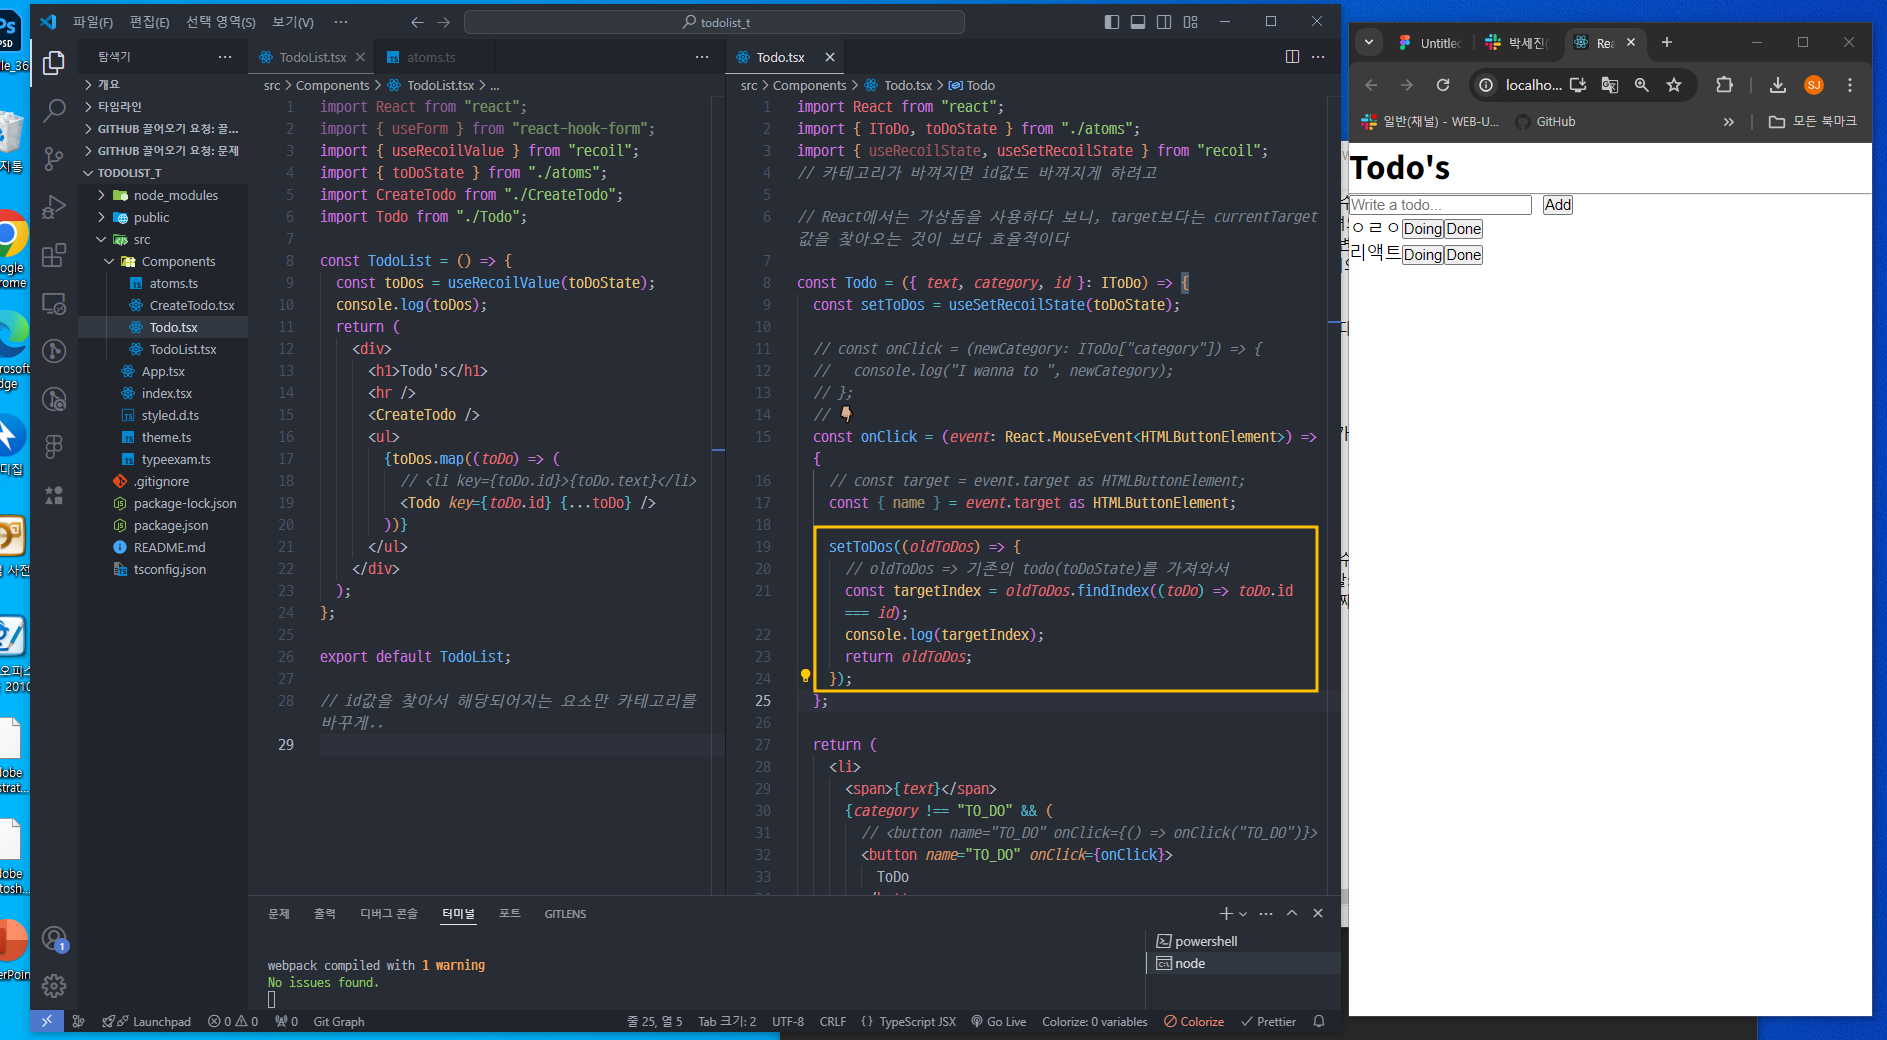 파일(F) 편집(E) 선택 영역(S) 보기(V) ··· todolist_t
탐색기
개요
타임라인
GITHUB 끌어오기 요청: 끌...
GITHUB 끌어오기 요청: 문제
TODOLIST_T
node_modules
public
src
Components
atoms.ts
CreateTodo.tsx
Todo.tsx
TodoList.tsx
App.tsx
index.tsx
styled.d.ts
theme.ts
typeexam.ts
.gitignore
package-lock.json
package.json
README.md
tsconfig.json
TodoList.tsx atoms.ts
src > Components > TodoList.tsx > ...
1 import React from "react";
2 import { useForm } from "react-hook-form";
3 import { useRecoilValue } from "recoil";
4 import { toDoState } from "./atoms";
5 import CreateTodo from "./CreateTodo";
6 import Todo from "./Todo";
7
8 const TodoList = () => {
9 const toDos = useRecoilValue(toDoState);
10 console.log(toDos);
11 return (
12 <div>
13 <h1>Todo's</h1>
14 <hr />
15 <CreateTodo />
16 <ul>
17 {toDos.map((toDo) => (
18 // <li key={toDo.id}>{toDo.text}</li>
19 <Todo key={toDo.id} {...toDo} />
20 ))}
21 </ul>
22 </div>
23 );
24 };
25
26 export default TodoList;
27
28 // id값을 찾아서 해당되어지는 요소만 카테고리를
바꾸게..
29
Todo.tsx
src > Components > Todo.tsx > Todo
1 import React from "react";
2 import { IToDo, toDoState } from "./atoms";
3 import { useRecoilState, useSetRecoilState } from "recoil";
4 // 카테고리가 바껴지면 id값도 바껴지게 하려고
5
6 // React에서는 가상돔을 사용하다 보니, target보다는 currentTarget
값을 찾아오는 것이 보다 효율적이다
7
8 const Todo = ({ text, category, id }: IToDo) => {
9 const setToDos = useSetRecoilState(toDoState);
10
11 // const onClick = (newCategory: IToDo["category"]) => {
12 // console.log("I wanna to ", newCategory);
13 // };
14 // 👇
15 const onClick = (event: React.MouseEvent<HTMLButtonElement>) =>
{
16 // const target = event.target as HTMLButtonElement;
17 const { name } = event.target as HTMLButtonElement;
18
19 setToDos((oldToDos) => {
20 // oldToDos => 기존의 todo(toDoState)를 가져와서
21 const targetIndex = oldToDos.findIndex((toDo) => toDo.id
=== id);
22 console.log(targetIndex);
23 return oldToDos;
24 });
25 };
26
27 return (
28 <li>
29 <span>{text}</span>
30 {category !== "TO_DO" && (
31 // <button name="TO_DO" onClick={() => onClick("TO_DO")}>
32 <button name="TO_DO" onClick={onClick}>
33 ToDo
문제 출력 디버그 콘솔 터미널 포트 GITLENS
webpack compiled with 1 warning
No issues found.
powershell
node
Launchpad 0 0 0 Git Graph 줄 25, 열 5 Tab 크기: 2 UTF-8 CRLF {} TypeScript JSX Go Live Colorize: 0 variables Colorize Prettier
1
Untitled 박세진( Rea
localho... SJ
일반(채널) - WEB-U... GitHub » 모든 북마크
Todo's
Write a todo... Add
ㅇㄹㅇ Doing Done
리액트 Doing Done